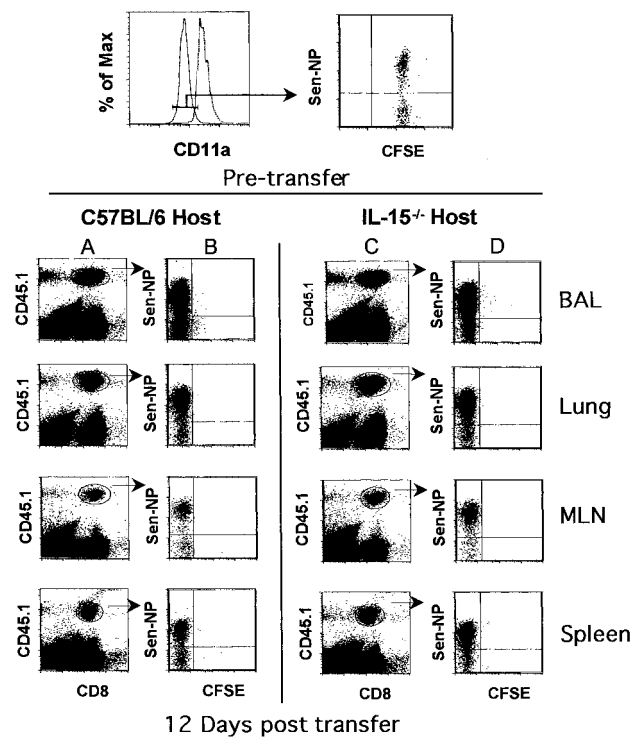 % of Max
CD11a
Sen-NP
CFSE
Pre-transfer
C57BL/6 Host
IL-15-/- Host
A
B
C
D
CD45.1
Sen-NP
CD45.1
Sen-NP
BAL
CD45.1
Sen-NP
CD45.1
Sen-NP
Lung
CD45.1
Sen-NP
CD45.1
Sen-NP
MLN
CD45.1
Sen-NP
CD45.1
Sen-NP
Spleen
CD8
CFSE
CD8
CFSE
12 Days post transfer